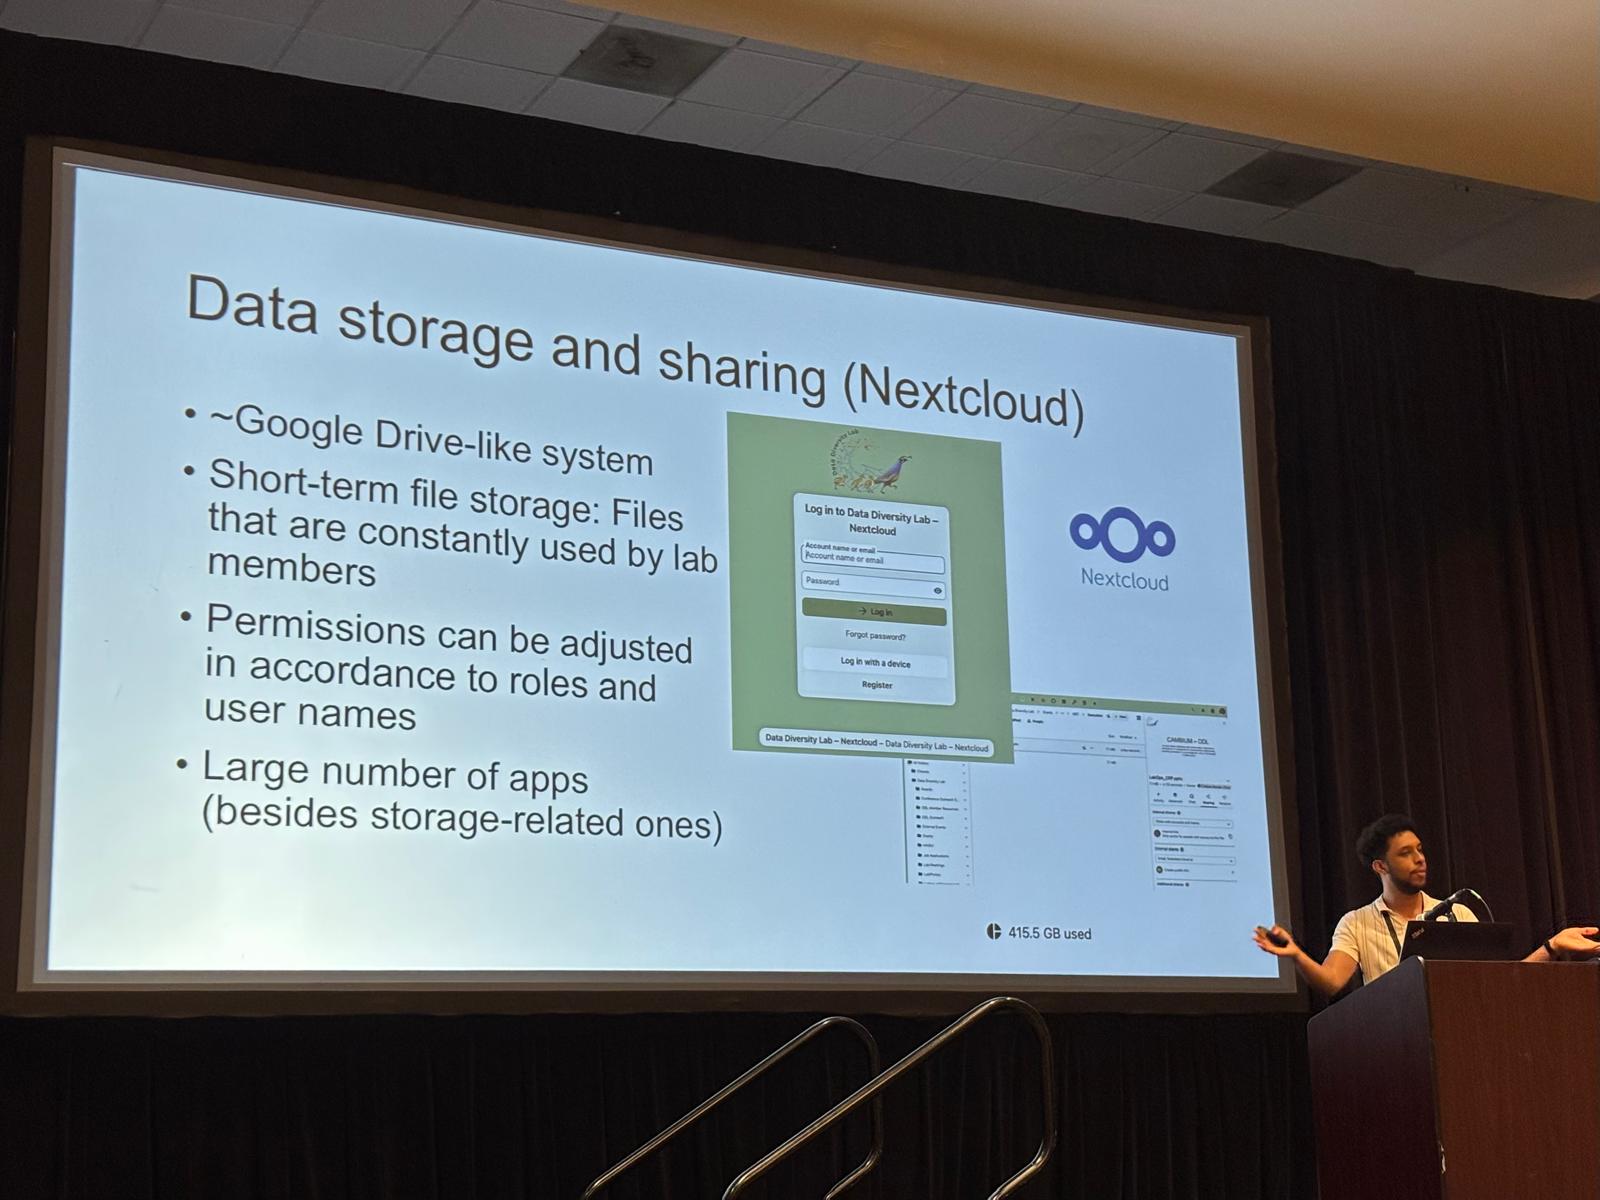 Data storage and sharing (Nextcloud)
• ~Google Drive-like system
• Short-term file storage: Files
that are constantly used by lab
members
• Permissions can be adjusted
in accordance to roles and
user names
• Large number of apps
(besides storage-related ones)
Data Diversity Lab
Log in to Data Diversity Lab –
Nextcloud
Account name or email
Account name or email
Password
→ Log in
Forgot password?
Log in with a device
Register
Data Diversity Lab – Nextcloud – Data Diversity Lab – Nextcloud
Nextcloud
CAMBIUM – DDL
415.5 GB used